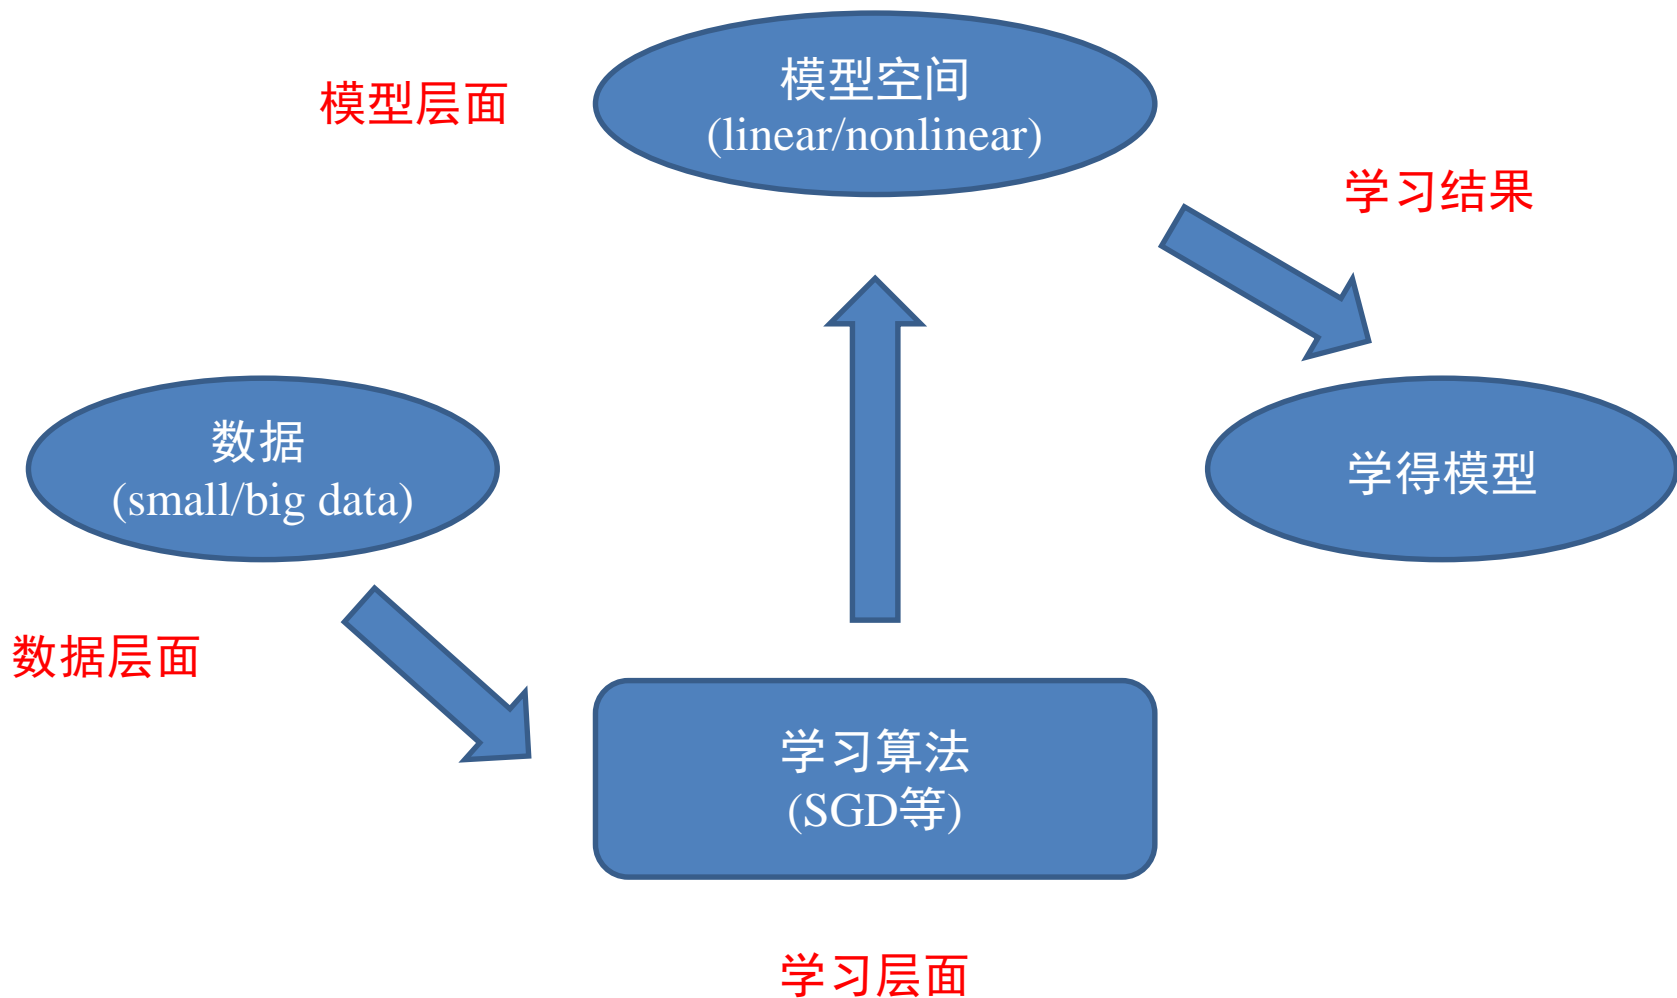 模型层面
模型空间
(linear/nonlinear)
学习结果
数据
(small/big data)
学得模型
数据层面
学习算法
(SGD等)
学习层面